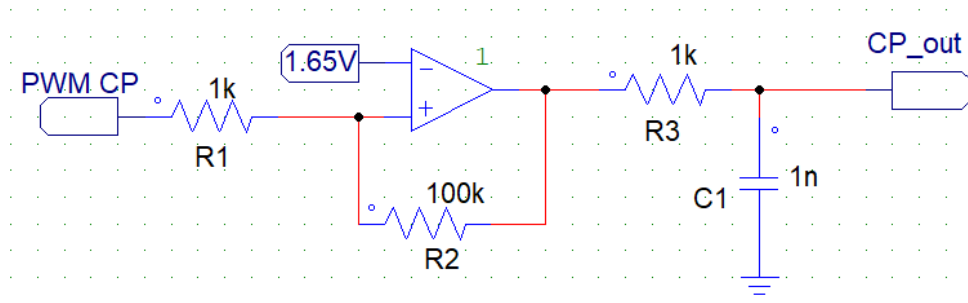 PWM CP
1k
R1
1.65V
1
−
+
100k
R2
1k
R3
CP_out
C1
1n